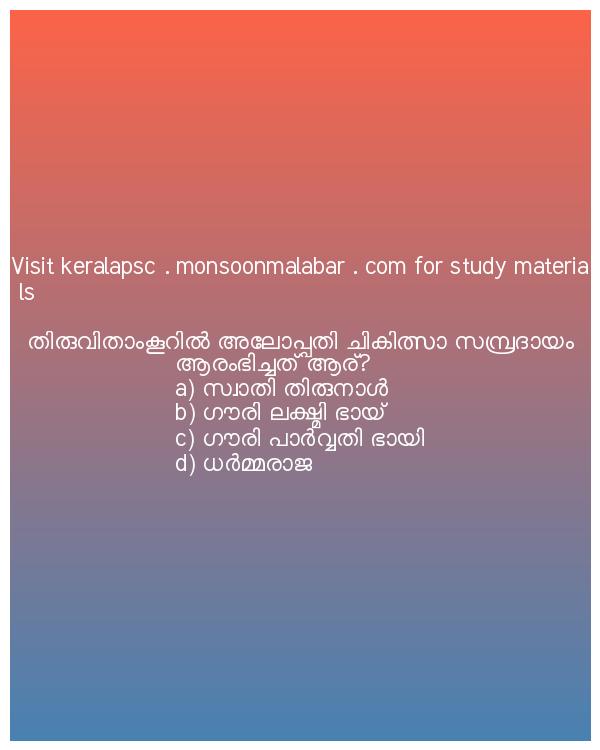 Visit keralapsc . monsoonmalabar . com for study materia
ls
തിരുവിതാംകൂറിൽ അലോപ്പതി ചികിത്സാ സമ്പ്രദായം
ആരംഭിച്ചത് ആര്?
a) സ്വാതി തിരുനാൾ
b) ഗൗരി ലക്ഷ്മി ഭായ്
c) ഗൗരി പാർവ്വതി ഭായി
d) ധർമ്മരാജ